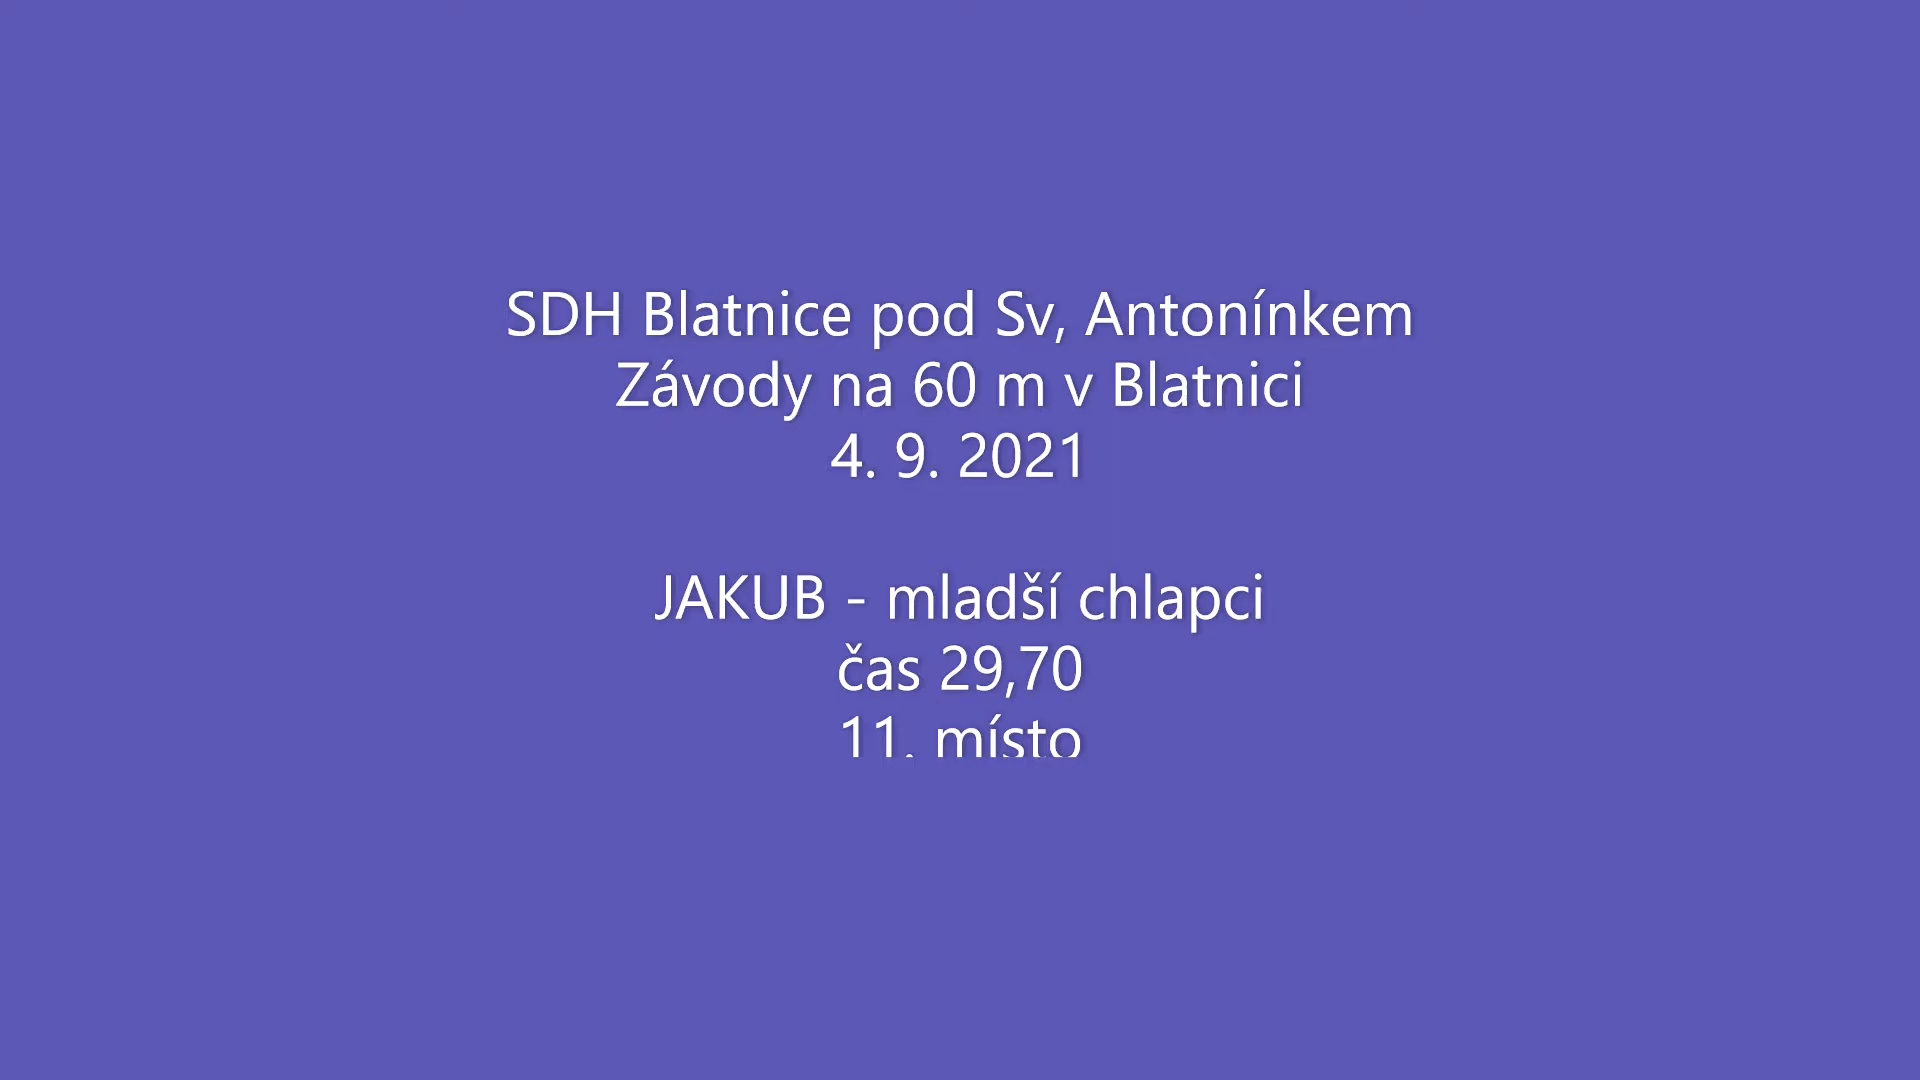 SDH Blatnice pod Sv, Antonínkem
Závody na 60 m v Blatnici
4. 9. 2021
JAKUB - mladší chlapci
čas 29,70
11. místo